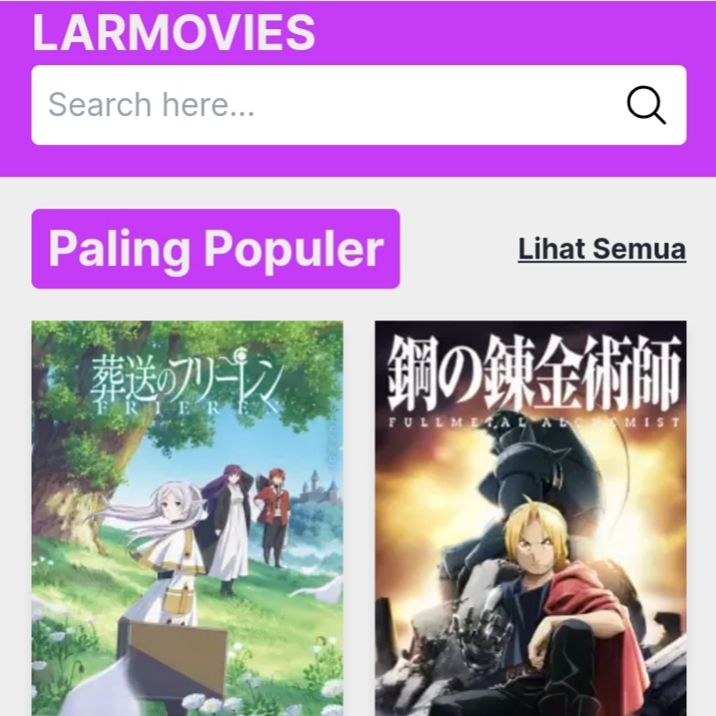 LARMOVIES
Search here...
Paling Populer
Lihat Semua
葬送のフリーレン
FRIEREN
鋼の錬金術師
FULLMETAL ALCHEMIST